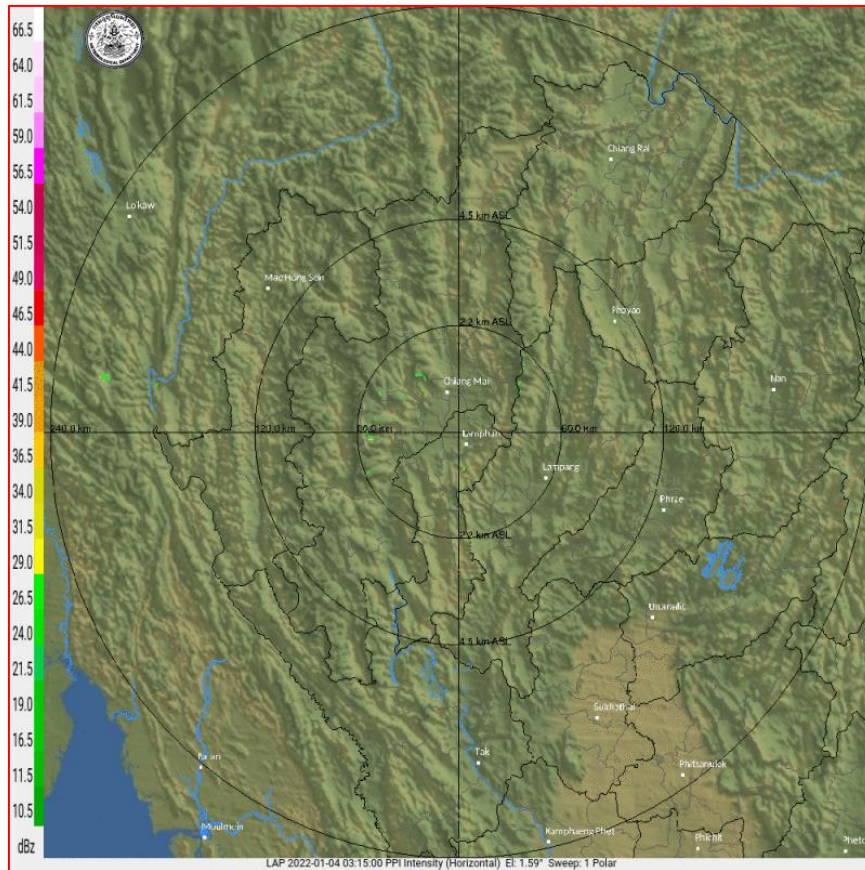 66.5
64.0
61.5
59.0
56.5
54.0
51.5
49.0
46.5
44.0
41.5
39.0
36.5
34.0
31.5
29.0
26.5
24.0
21.5
19.0
16.5
14.0
11.5
10.5
dBz
Chiang Rai
Lo'kaw
4.5 km ASL
Mae Hong Son
Phayao
2.2 km ASL
Chiang Mai
Nan
240.0 km
120.0 km
60.0 km
60.0 km
120.0 km
Lamphun
Lampang
Phrae
2.2 km ASL
Uttaradit
4.5 km ASL
Sukhothai
Tak
Pa'an
Phitsanulok
Moulmein
Kamphaeng Phet
Phichit
LAP 2022-01-04 03:15:00 PPI Intensity (Horizontal) El: 1.59° Sweep: 1 Polar